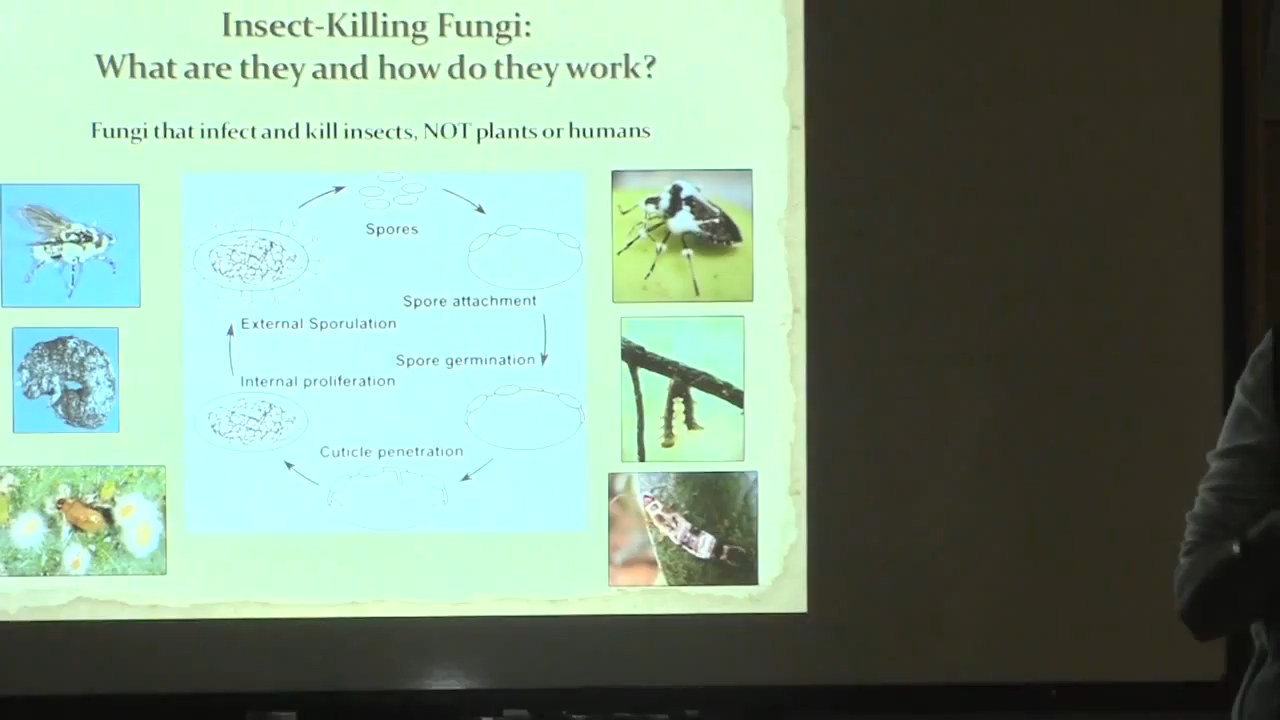 Insect-Killing Fungi:
What are they and how do they work?
Fungi that infect and kill insects, NOT plants or humans
Spores
Spore attachment
External Sporulation
Spore germination
Internal proliferation
Cuticle penetration